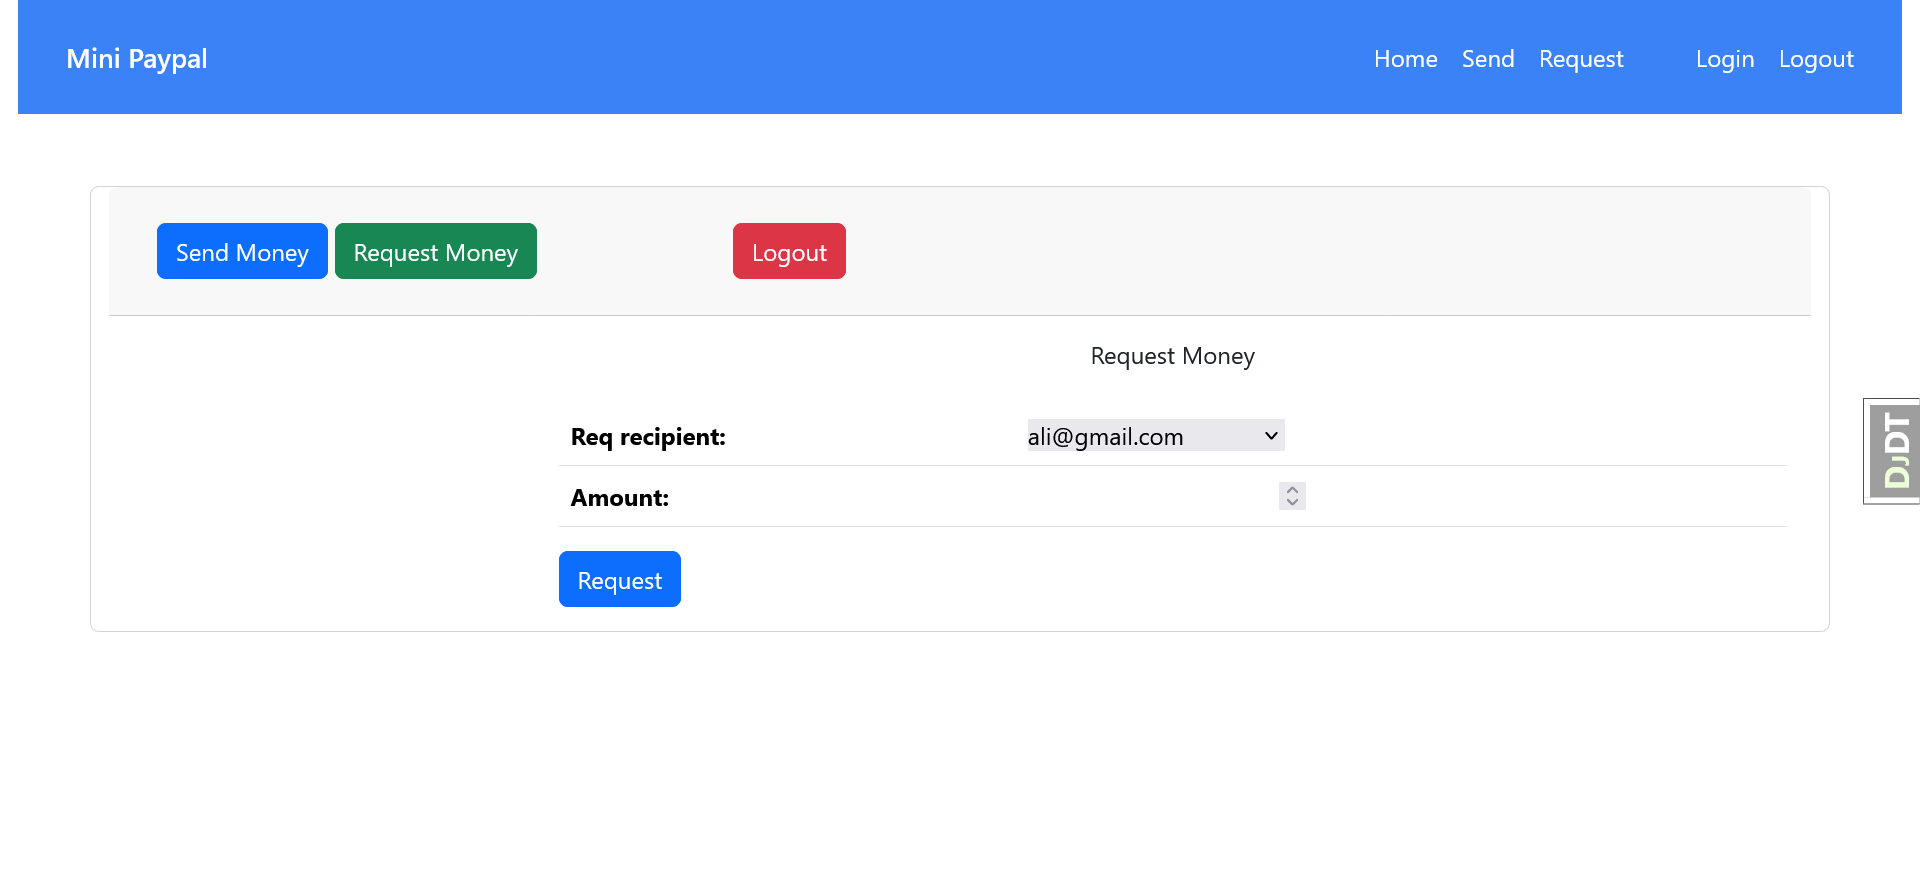 Mini Paypal Home Send Request Login Logout
Send Money Request Money Logout
Request Money
Req recipient: ali@gmail.com
Amount:
Request
DJDT